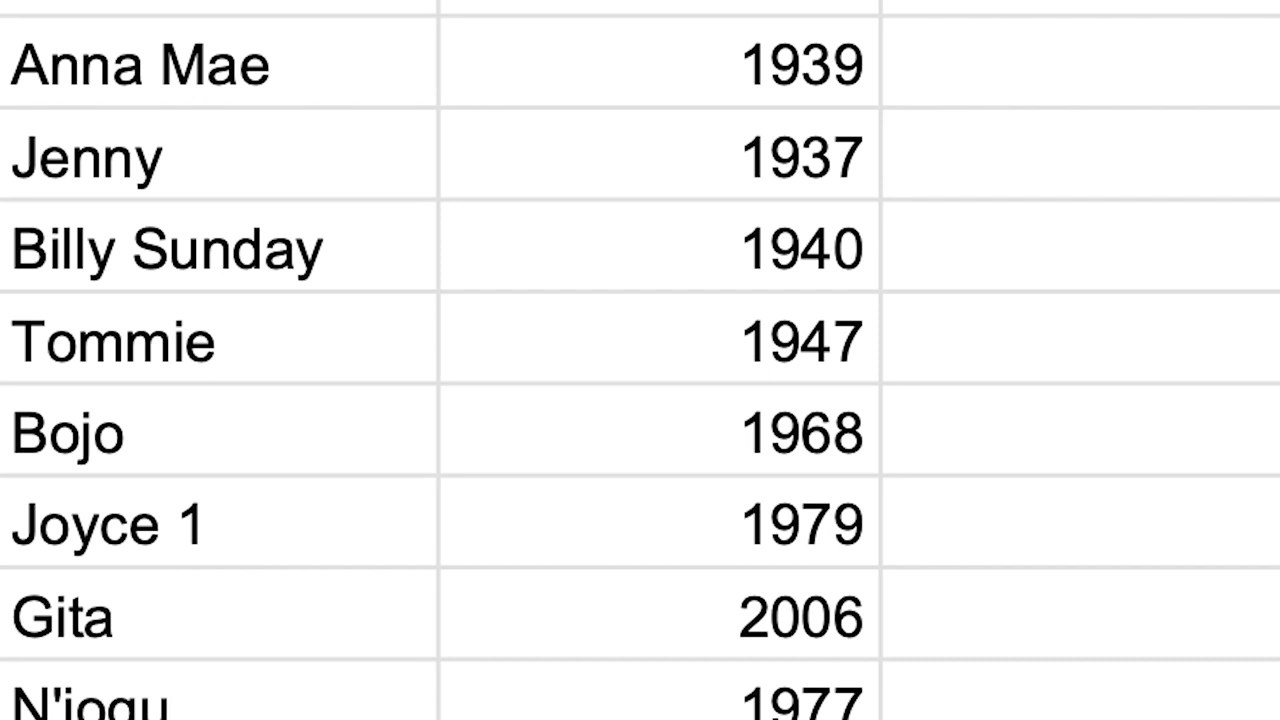 Anna Mae 1939
Jenny 1937
Billy Sunday 1940
Tommie 1947
Bojo 1968
Joyce 1 1979
Gita 2006
N'jogu 1977